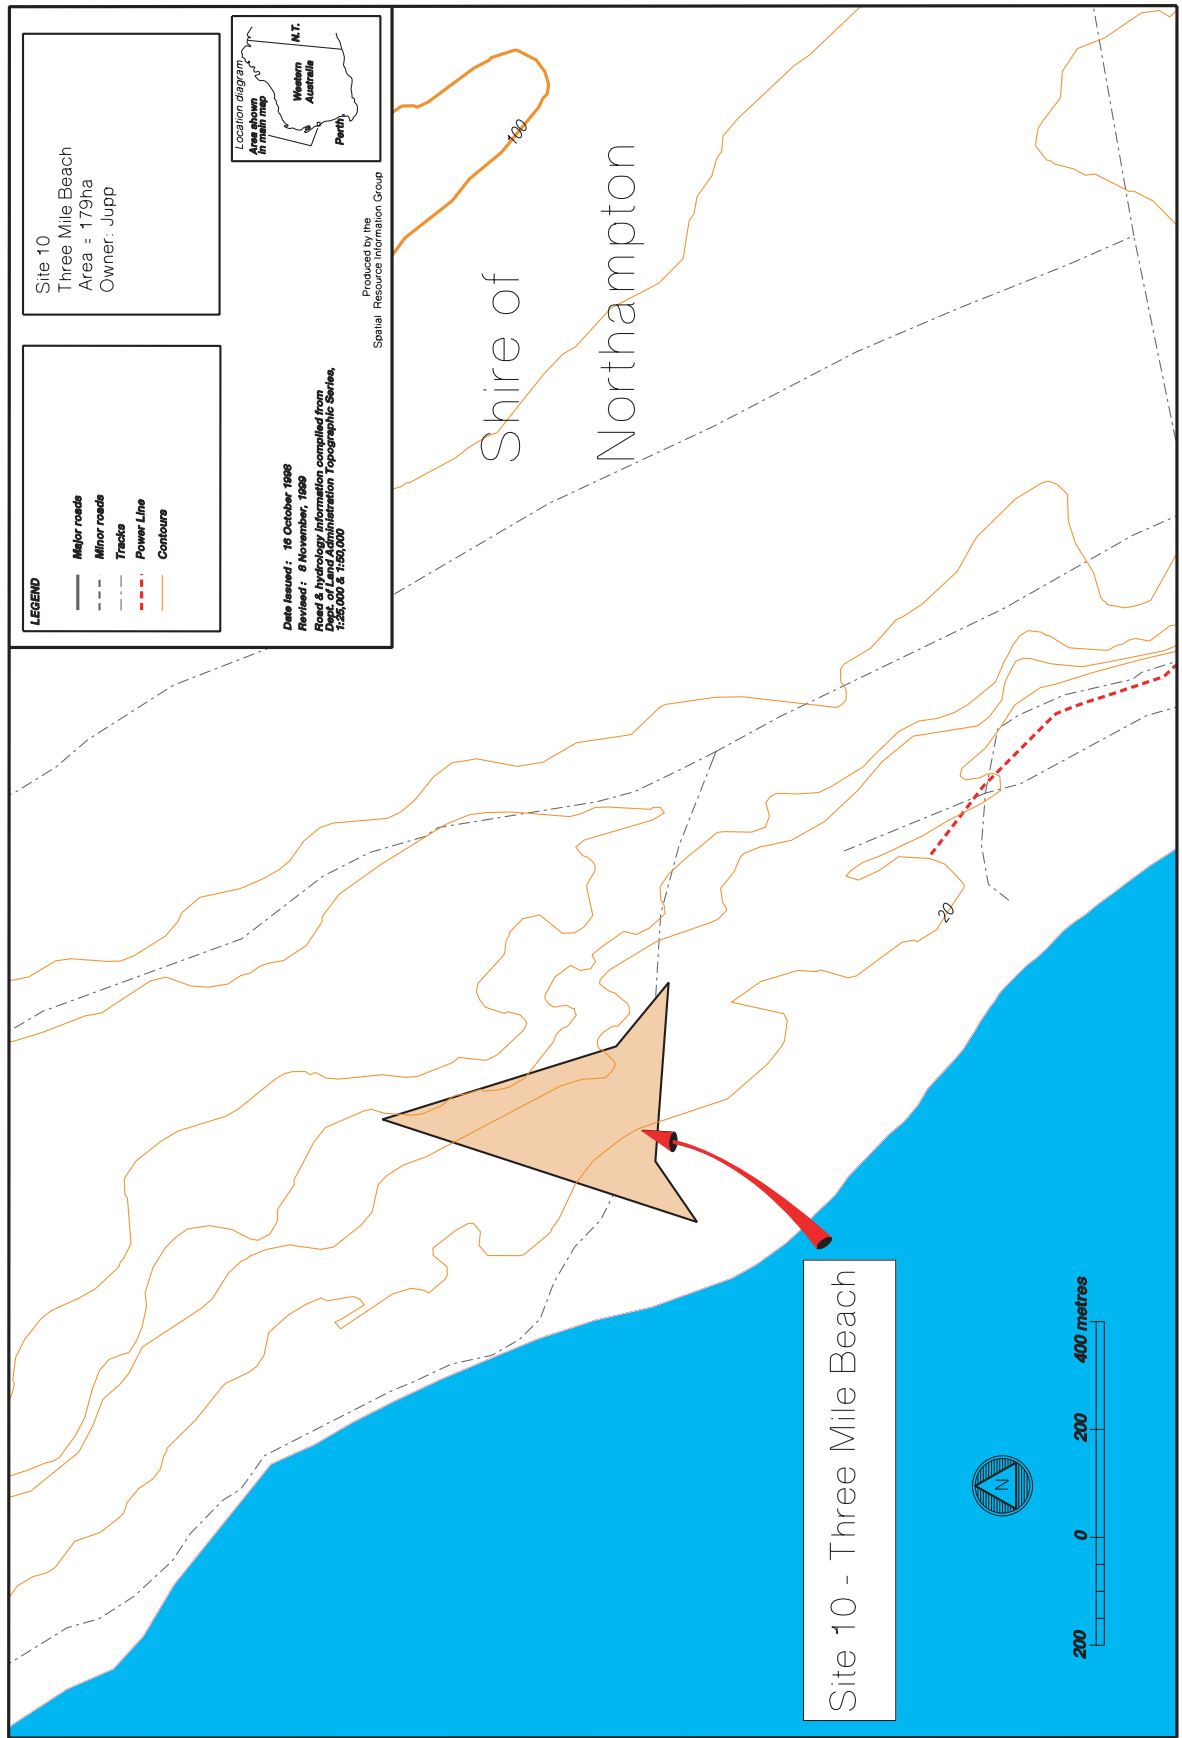 LEGEND
Major roads
Minor roads
Tracks
Power Line
Contours
Site 10
Three Mile Beach
Area = 179ha
Owner: Jupp
Location diagram
Area shown
in main map
Western
Australia
N.T.
Perth
Date Issued : 16 October 1998
Revised : 8 November, 1999
Road & hydrology information compiled from
Dept. of Land Administration Topographic Series,
1:25,000 & 1:50,000
Produced by the
Spatial Resource Information Group
100
Shire of
Northampton
20
Site 10 - Three Mile Beach
N
200 0 200 400 metres